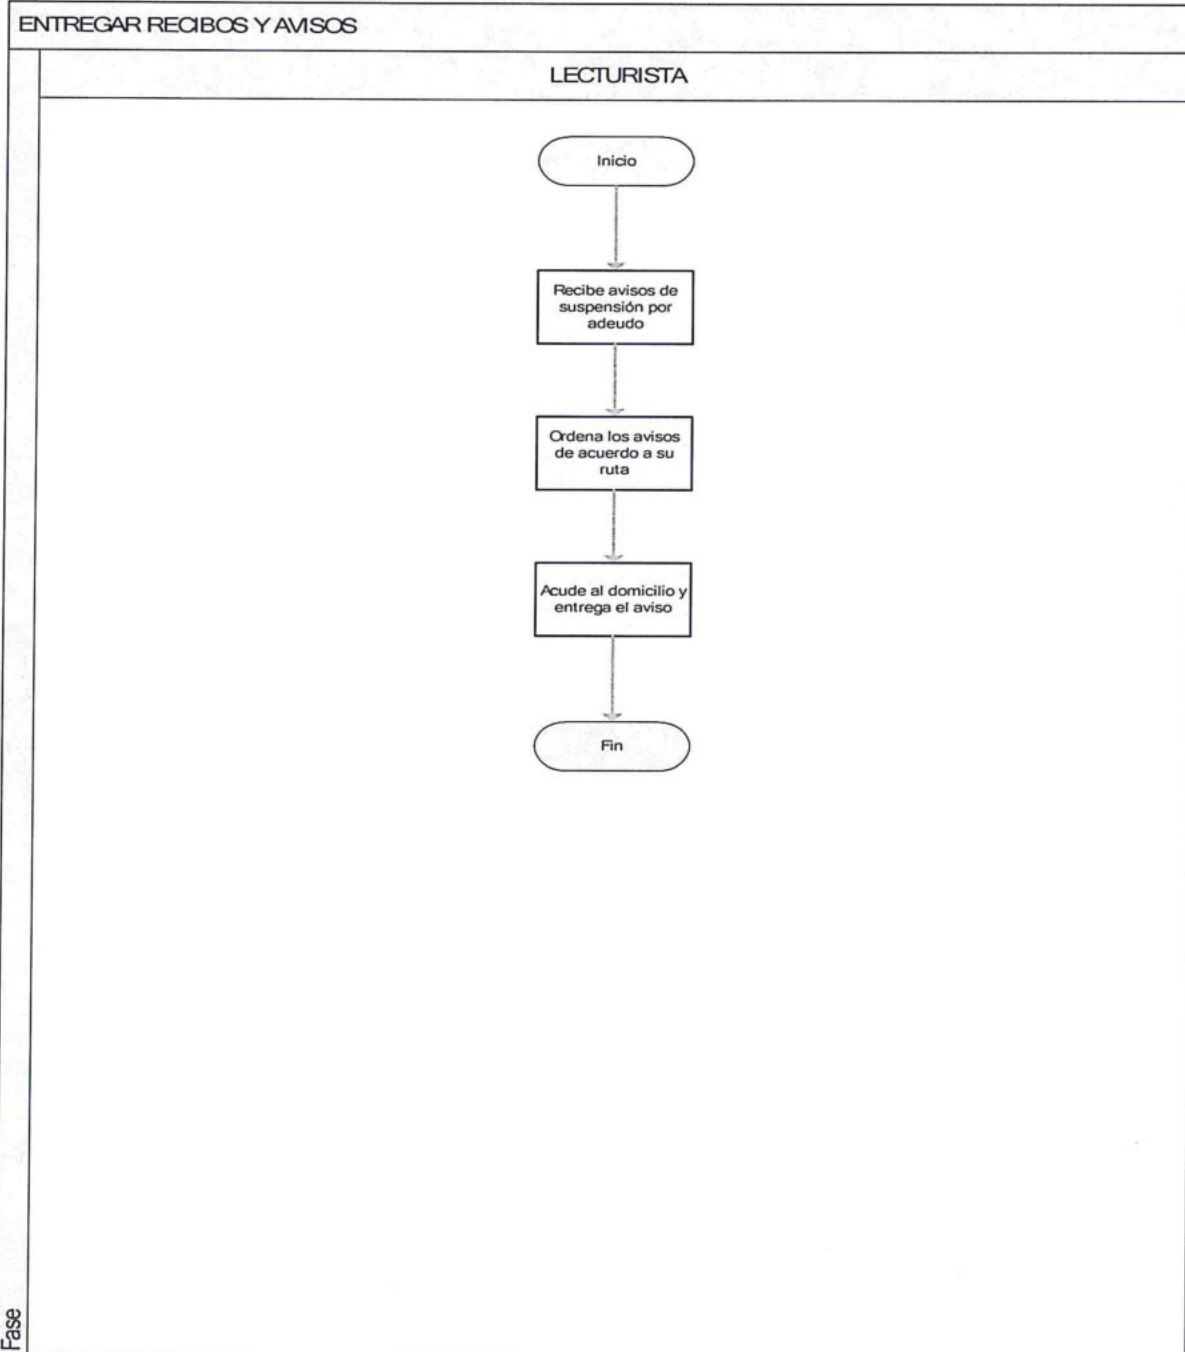 ENTREGAR RECIBOS Y AVISOS
LECTURISTA
Inicio
Recibe avisos de
suspensión por
adeudo
Ordena los avisos
de acuerdo a su
ruta
Acude al domicilio y
entrega el aviso
Fin
Fase